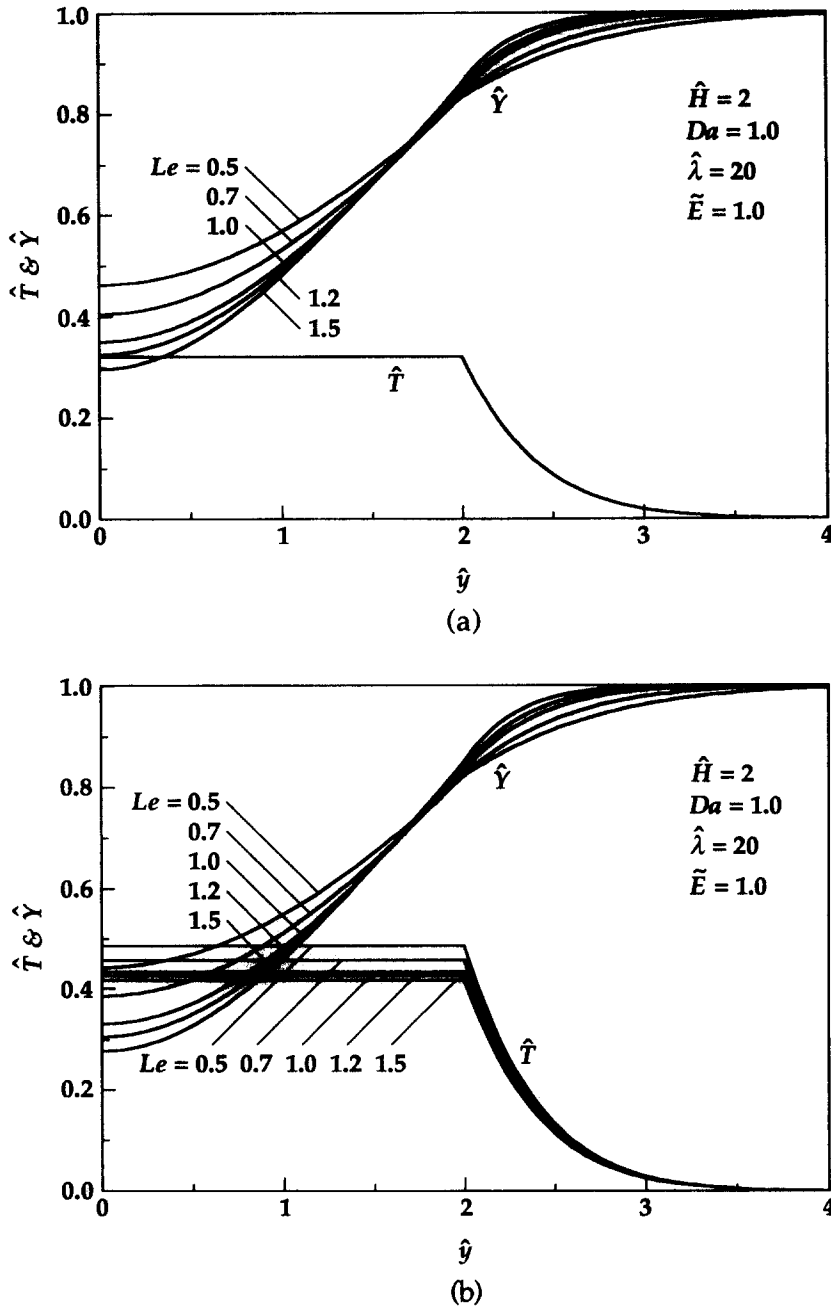 1.0
0.8
0.6
0.4
0.2
0.0
T̂ & Ŷ
Le = 0.5
0.7
1.0
1.2
1.5
Ŷ
T̂
Ĥ = 2
Da = 1.0
λ̂ = 20
Ẽ = 1.0
0 1 2 3 4
ŷ
(a)
1.0
0.8
0.6
0.4
0.2
0.0
T̂ & Ŷ
Le = 0.5
0.7
1.0
1.2
1.5
Ŷ
Ĥ = 2
Da = 1.0
λ̂ = 20
Ẽ = 1.0
Le = 0.5 0.7 1.0 1.2 1.5
T̂
0 1 2 3 4
ŷ
(b)